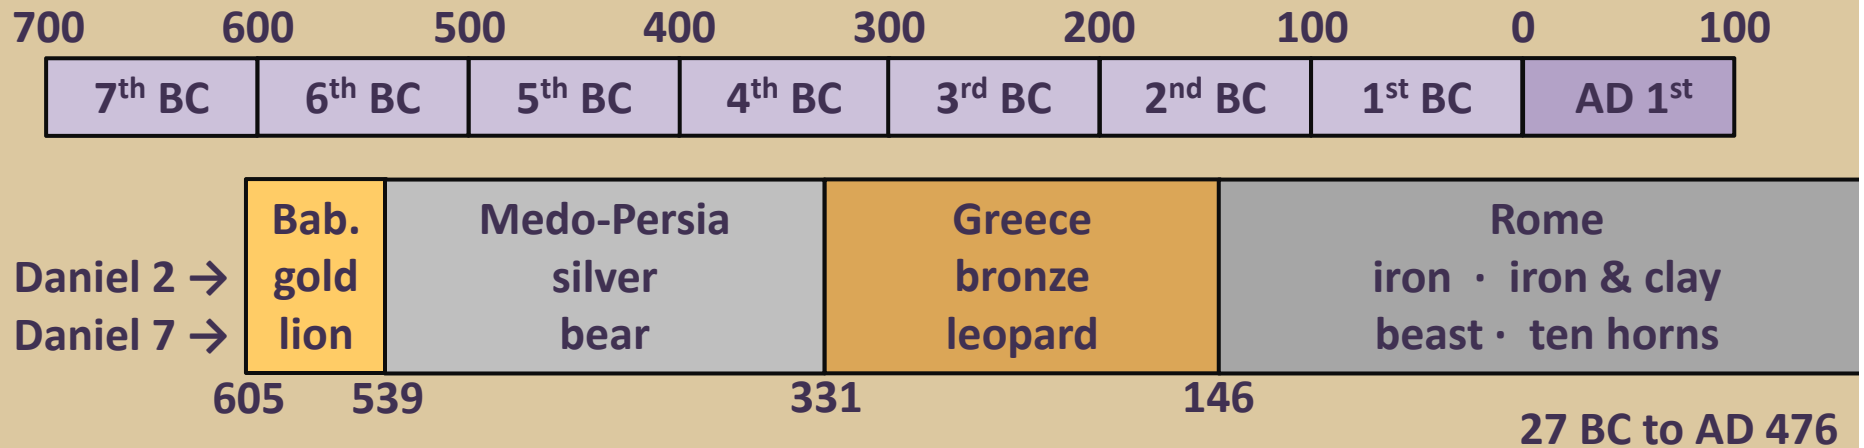 700 600 500 400 300 200 100 0 100
7th BC 6th BC 5th BC 4th BC 3rd BC 2nd BC 1st BC AD 1st
Bab. Medo-Persia Greece Rome
Daniel 2 → gold silver bronze iron · iron & clay
Daniel 7 → lion bear leopard beast · ten horns
605 539 331 146
27 BC to AD 476